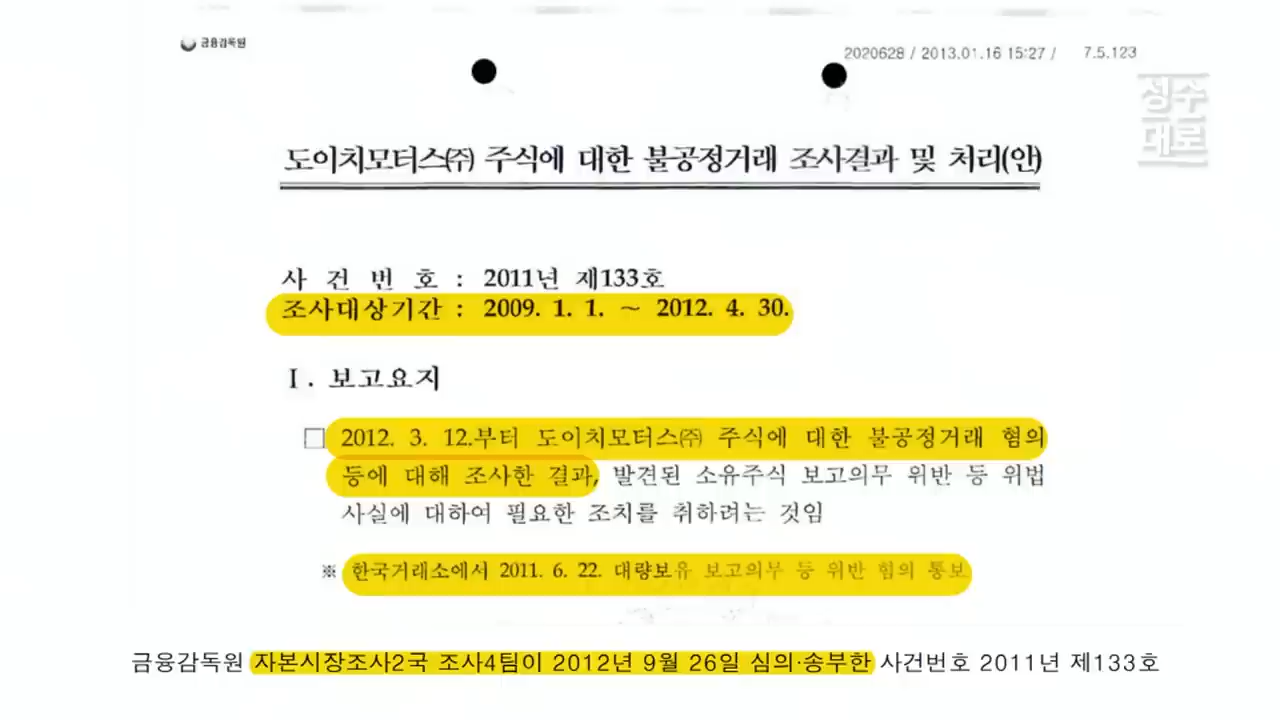 금융감독원
2020628 / 2013.01.16 15:27 / 7.5.123
성수
대로
도이치모터스㈜ 주식에 대한 불공정거래 조사결과 및 처리(안)
사 건 번 호 : 2011년 제133호
조사대상기간 : 2009. 1. 1. ~ 2012. 4. 30.
Ⅰ. 보고요지
□ 2012. 3. 12.부터 도이치모터스㈜ 주식에 대한 불공정거래 혐의
등에 대해 조사한 결과, 발견된 소유주식 보고의무 위반 등 위법
사실에 대하여 필요한 조치를 취하려는 것임
※ 한국거래소에서 2011. 6. 22. 대량보유 보고의무 등 위반 혐의 통보
금융감독원 자본시장조사2국 조사4팀이 2012년 9월 26일 심의·송부한 사건번호 2011년 제133호